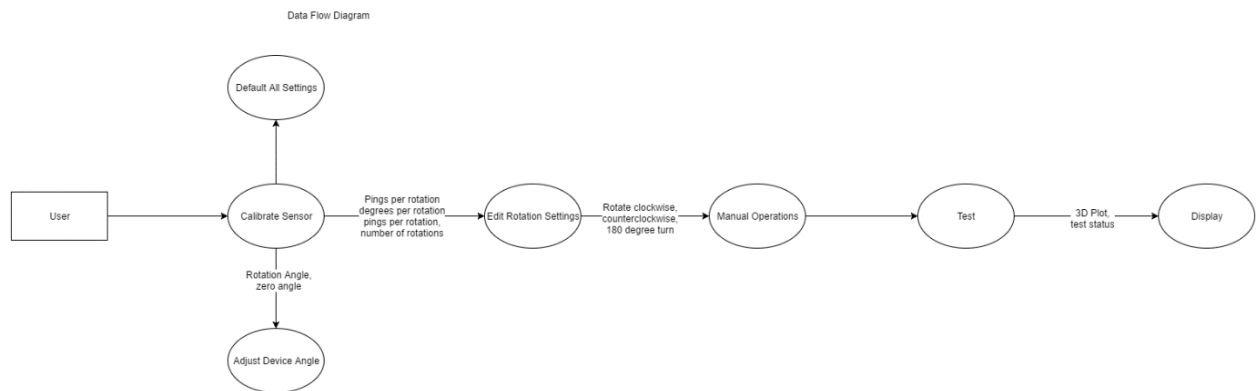 Data Flow Diagram
Default All Settings
User
Calibrate Sensor
Pings per rotation
degrees per rotation
pings per rotation,
number of rotations
Edit Rotation Settings
Rotate clockwise,
counterclockwise,
180 degree turn
Manual Operations
Test
3D Plot,
test status
Display
Rotation Angle,
zero angle
Adjust Device Angle